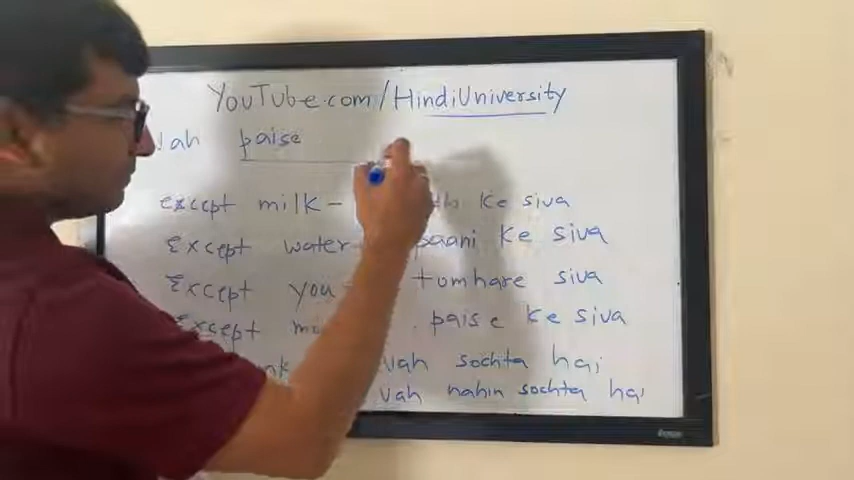 YouTube.com/HindiUniversity
paise
except milk - ke siva
Except water paani ke siva
Except you tumhare siva
Except paise ke siva
vah sochta hai
vah nahin sochta hai